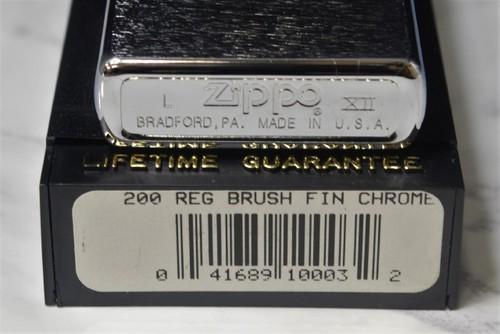 L Zippo® XII
BRADFORD, PA. MADE IN U.S.A.
LIFETIME GUARANTEE
200 REG BRUSH FIN CHROME
0 41689 10003 2